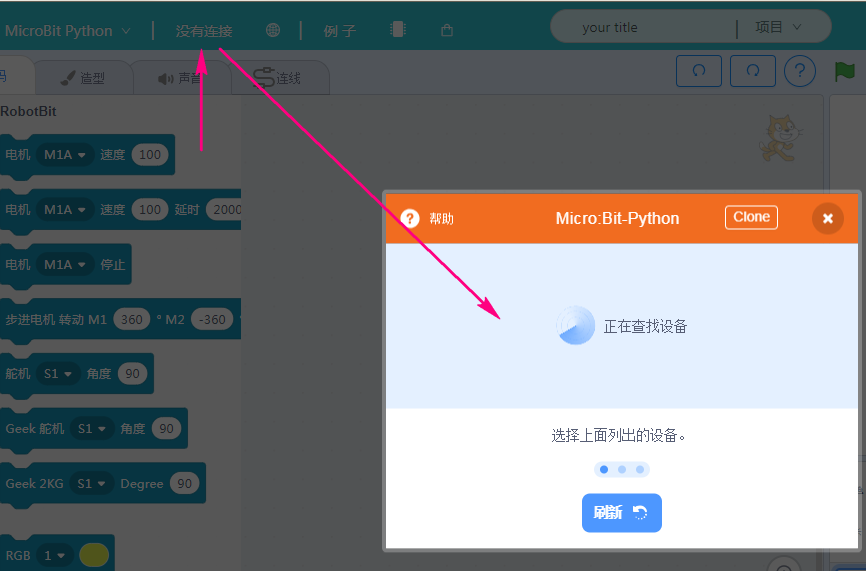 MicroBit Python 没有连接 例 子 your title 项目
码 造型 声音 连线 ?
RobotBit
电机 M1A 速度 100
电机 M1A 速度 100 延时 2000
电机 M1A 停止
步进电机 转动 M1 360 ° M2 -360 °
舵机 S1 角度 90
Geek 舵机 S1 角度 90
Geek 2KG S1 Degree 90
RGB 1
? 帮助 Micro:Bit-Python Clone
正在查找设备
选择上面列出的设备。
刷新